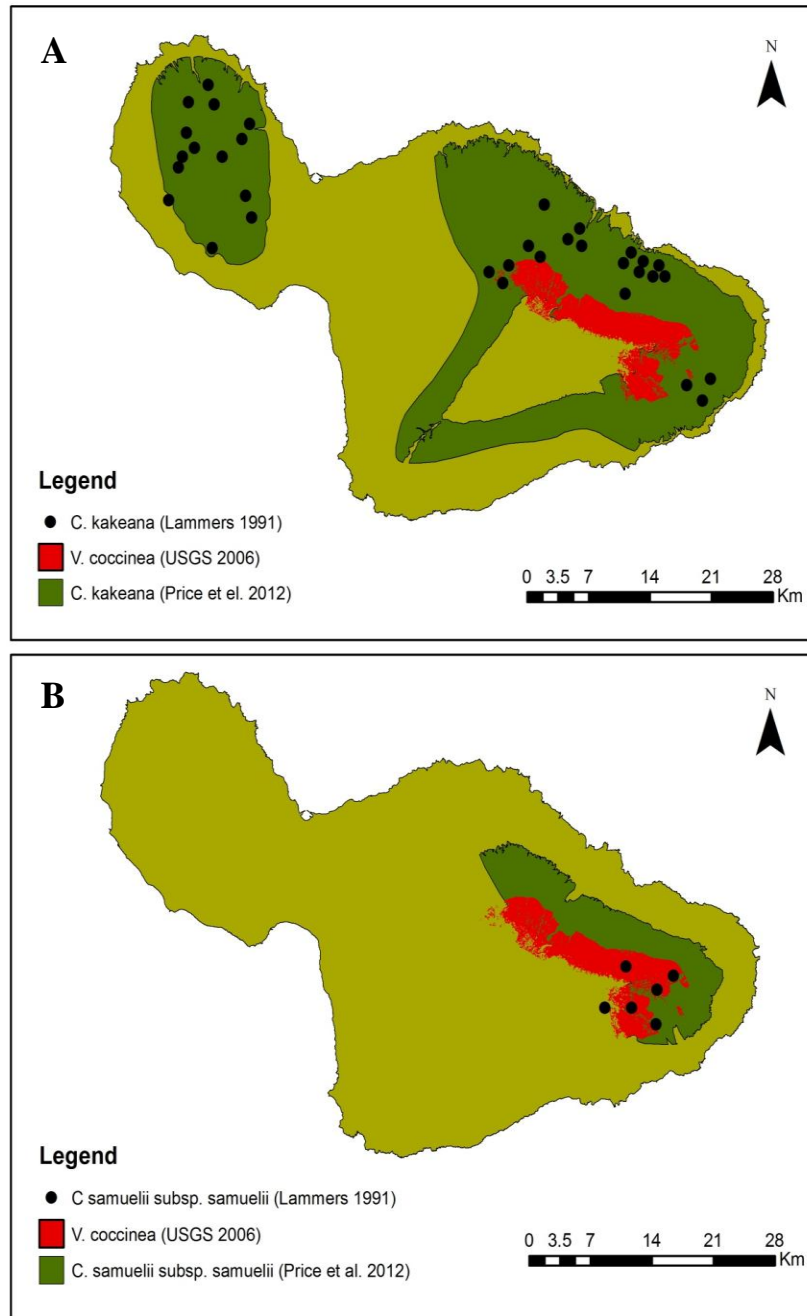 A
N
Legend
C. kakeana (Lammers 1991)
V. coccinea (USGS 2006)
C. kakeana (Price et el. 2012)
0 3.5 7 14 21 28
Km
B
N
Legend
C samuelii subsp. samuelii (Lammers 1991)
V. coccinea (USGS 2006)
C. samuelii subsp. samuelii (Price et al. 2012)
0 3.5 7 14 21 28
Km